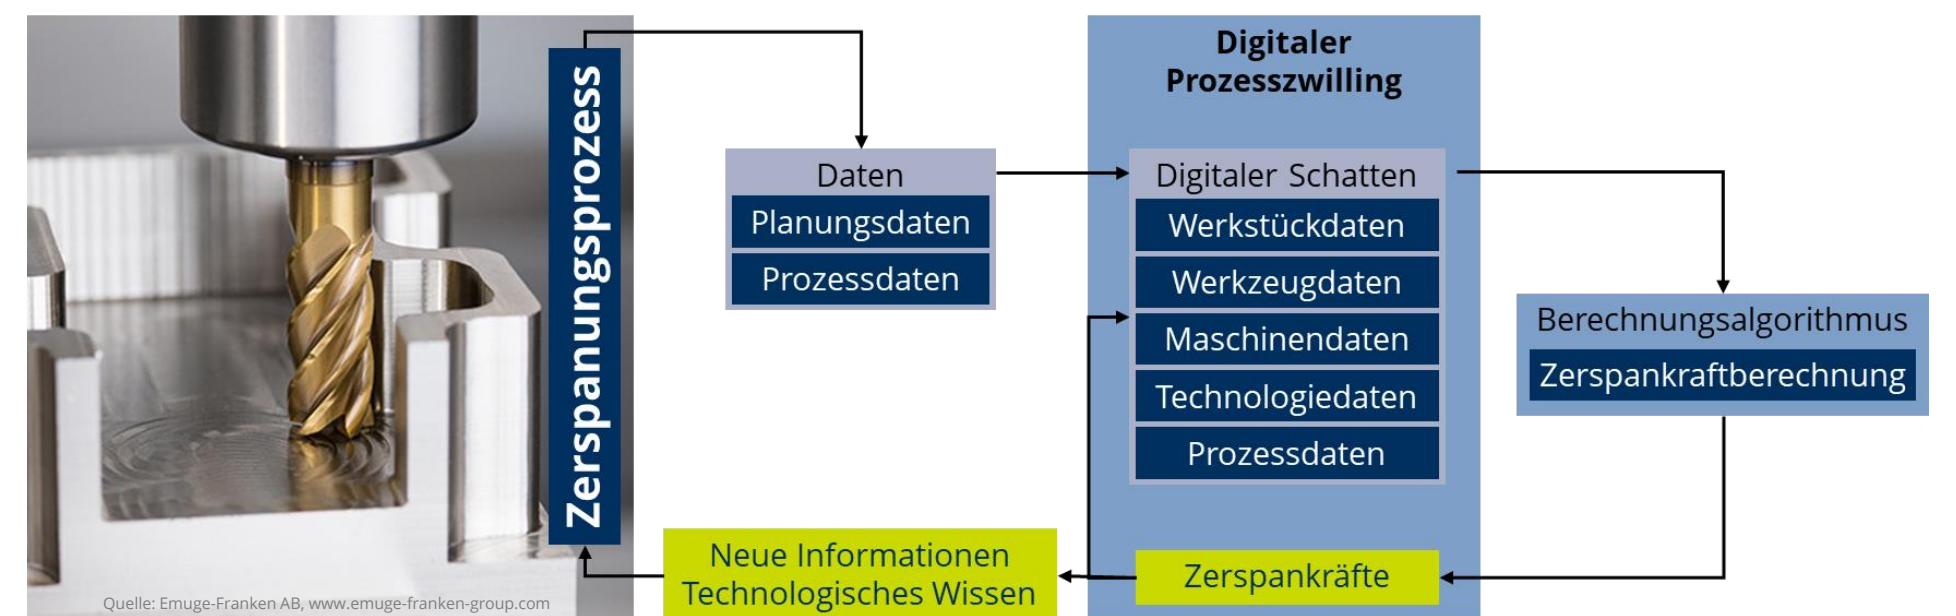 Zerspanungsprozess
Quelle: Emuge-Franken AB, www.emuge-franken-group.com
Daten
Planungsdaten
Prozessdaten
Digitaler
Prozesszwilling
Digitaler Schatten
Werkstückdaten
Werkzeugdaten
Maschinendaten
Technologiedaten
Prozessdaten
Berechnungsalgorithmus
Zerspankraftberechnung
Zerspankräfte
Neue Informationen
Technologisches Wissen